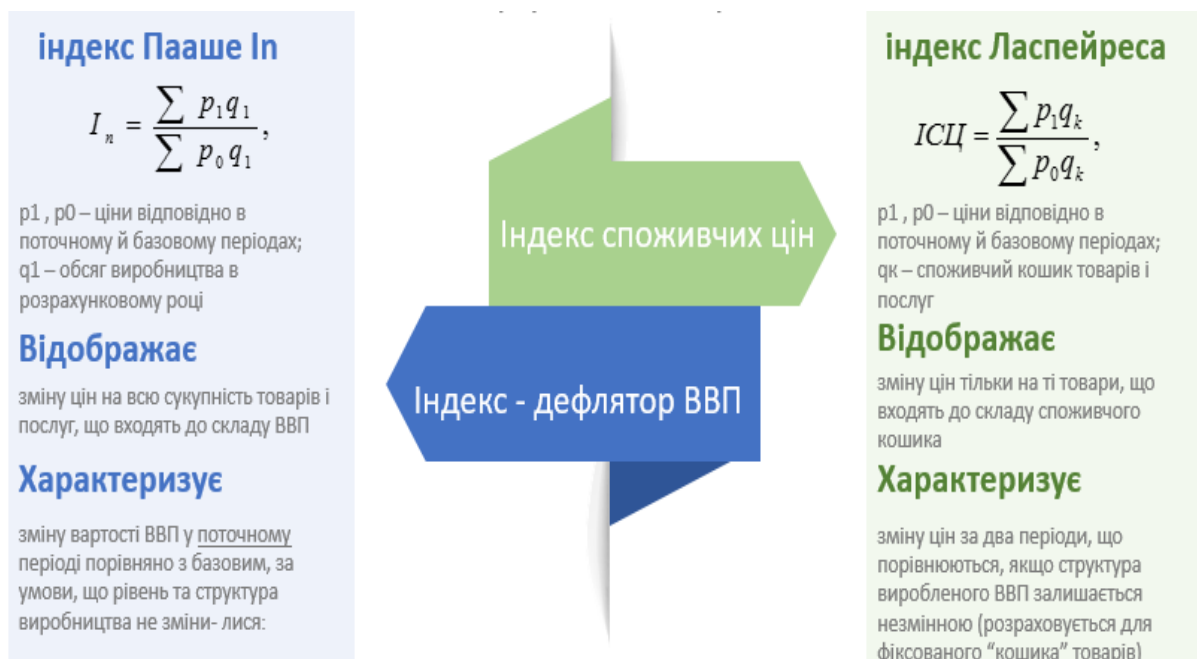 індекс Пааше In
I n = ∑ p1q1 / ∑ p0q1 ,
p1 , p0 – ціни відповідно в
поточному й базовому періодах;
q1 – обсяг виробництва в
розрахунковому році
Відображає
зміну цін на всю сукупність товарів і
послуг, що входять до складу ВВП
Характеризує
зміну вартості ВВП у поточному
періоді порівняно з базовим, за
умови, що рівень та структура
виробництва не зміни- лися:
Індекс споживчих цін
Індекс - дефлятор ВВП
індекс Ласпейреса
ІСЦ = ∑ p1qk / ∑ p0qk ,
p1 , p0 – ціни відповідно в
поточному й базовому періодах;
qк – споживчий кошик товарів і
послуг
Відображає
зміну цін тільки на ті товари, що
входять до складу споживчого
кошика
Характеризує
зміну цін за два періоди, що
порівнюються, якщо структура
виробленого ВВП залишається
незмінною (розраховується для
фіксованого “кошика” товарів)